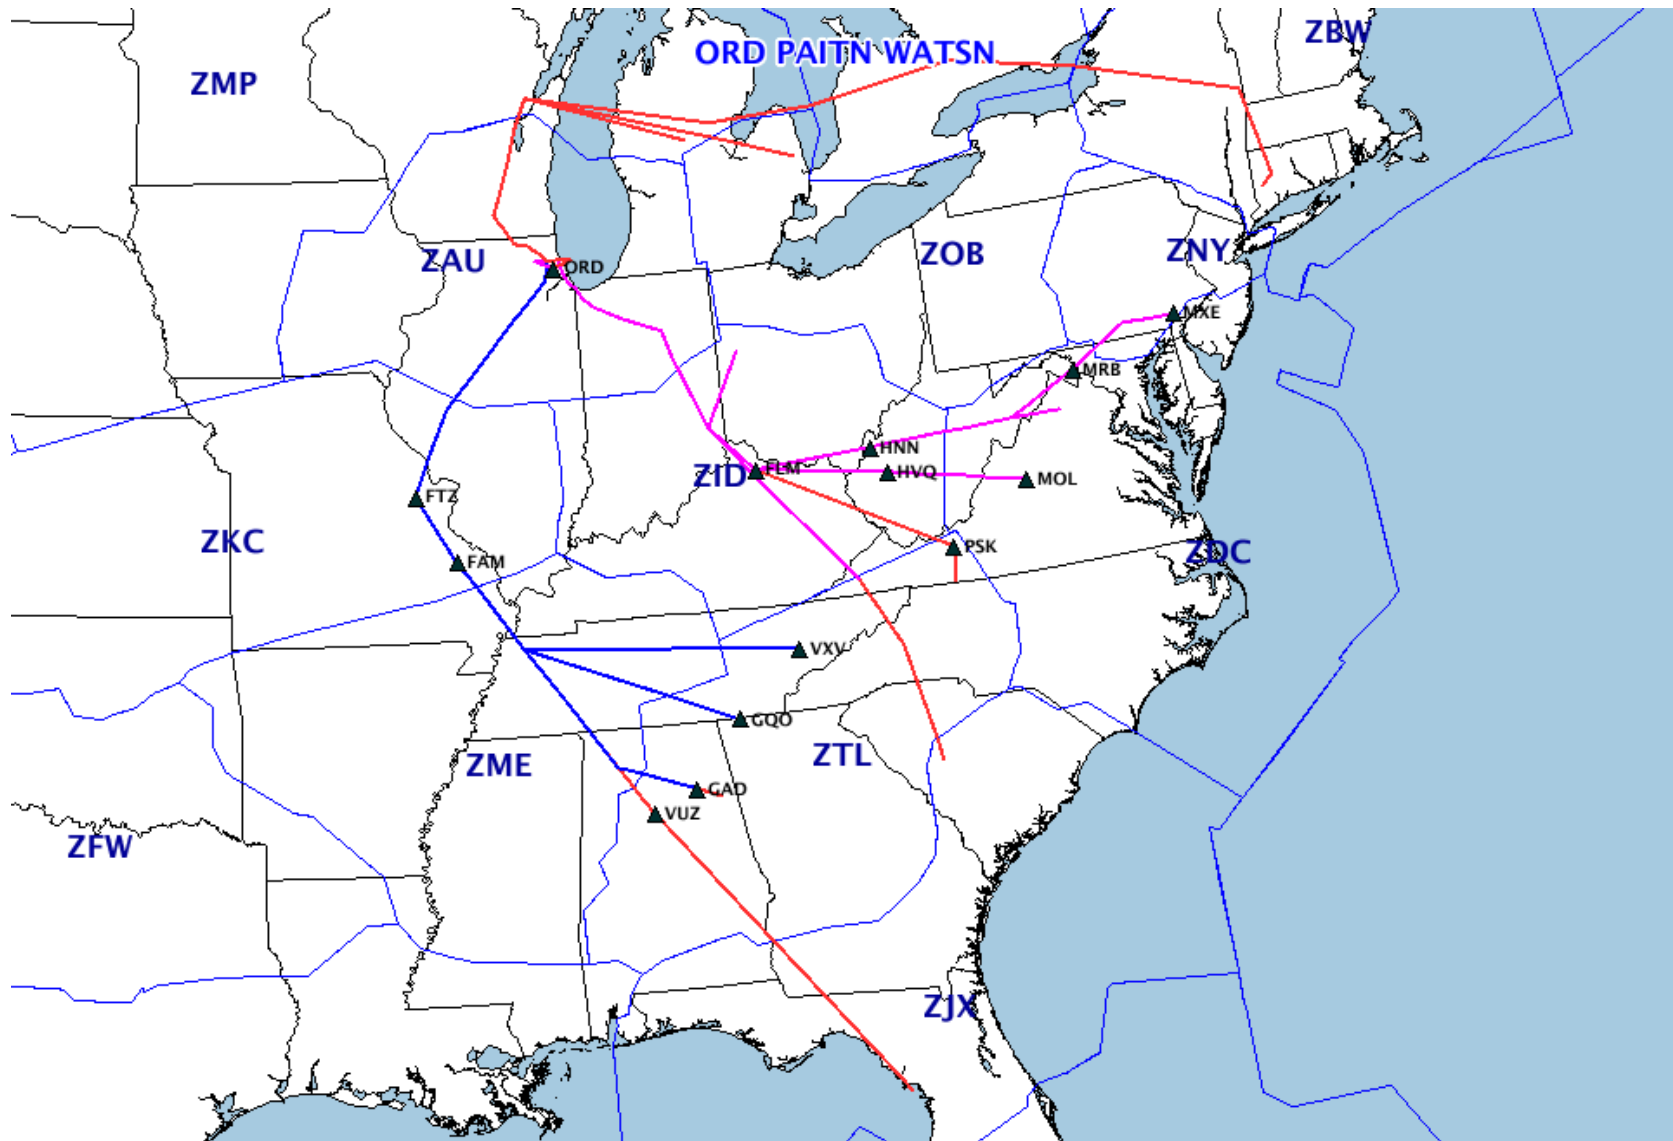 ZBW
ORD PAITN WATSN
ZMP
ZOB
ZNY
ZAU
ORD
MXE
MRB
HNN
ZID
FLM
HVQ
MOL
FTZ
ZKC
PSK
ZDC
FAM
VXV
GQO
ZME
ZTL
GAD
VUZ
ZFW
ZJX